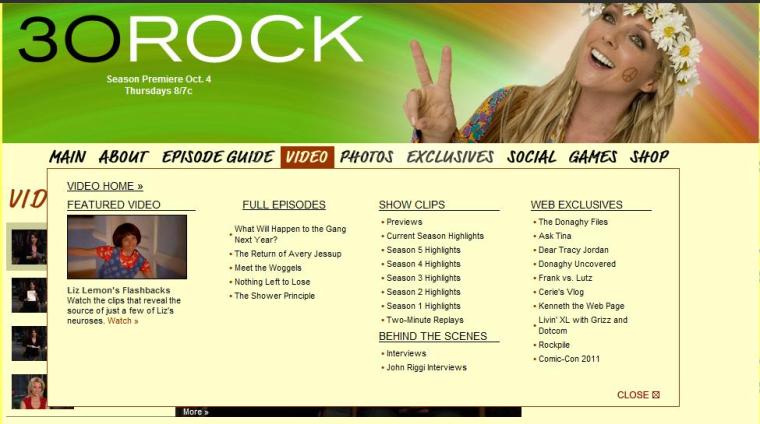 30ROCK
Season Premiere Oct. 4
Thursdays 8/7c
MAIN ABOUT EPISODE GUIDE VIDEO PHOTOS EXCLUSIVES SOCIAL GAMES SHOP
VID
VIDEO HOME »
FEATURED VIDEO
Liz Lemon's Flashbacks
Watch the clips that reveal the
source of just a few of Liz's
neuroses. Watch »
FULL EPISODES
• What Will Happen to the Gang
Next Year?
• The Return of Avery Jessup
• Meet the Woggels
• Nothing Left to Lose
• The Shower Principle
SHOW CLIPS
• Previews
• Current Season Highlights
• Season 5 Highlights
• Season 4 Highlights
• Season 3 Highlights
• Season 2 Highlights
• Season 1 Highlights
• Two-Minute Replays
BEHIND THE SCENES
• Interviews
• John Riggi Interviews
WEB EXCLUSIVES
• The Donaghy Files
• Ask Tina
• Dear Tracy Jordan
• Donaghy Uncovered
• Frank vs. Lutz
• Cerie's Vlog
• Kenneth the Web Page
• Livin' XL with Grizz and
Dotcom
• Rockpile
• Comic-Con 2011
CLOSE
More »